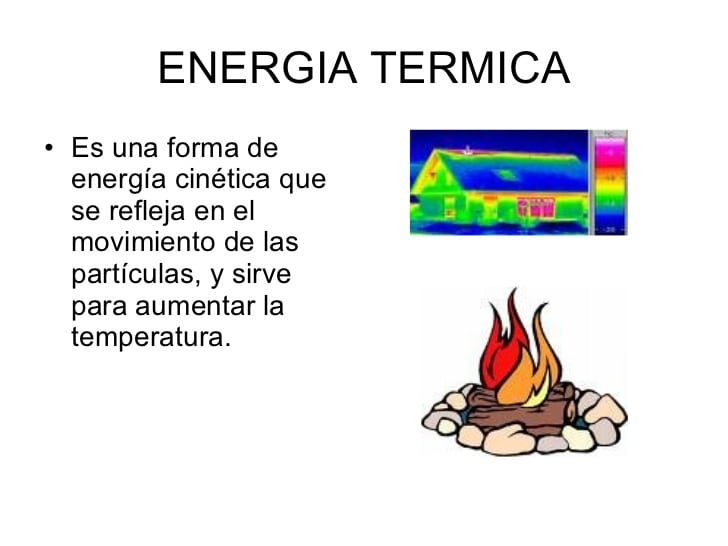 ENERGIA TERMICA
• Es una forma de
energía cinética que
se refleja en el
movimiento de las
partículas, y sirve
para aumentar la
temperatura.